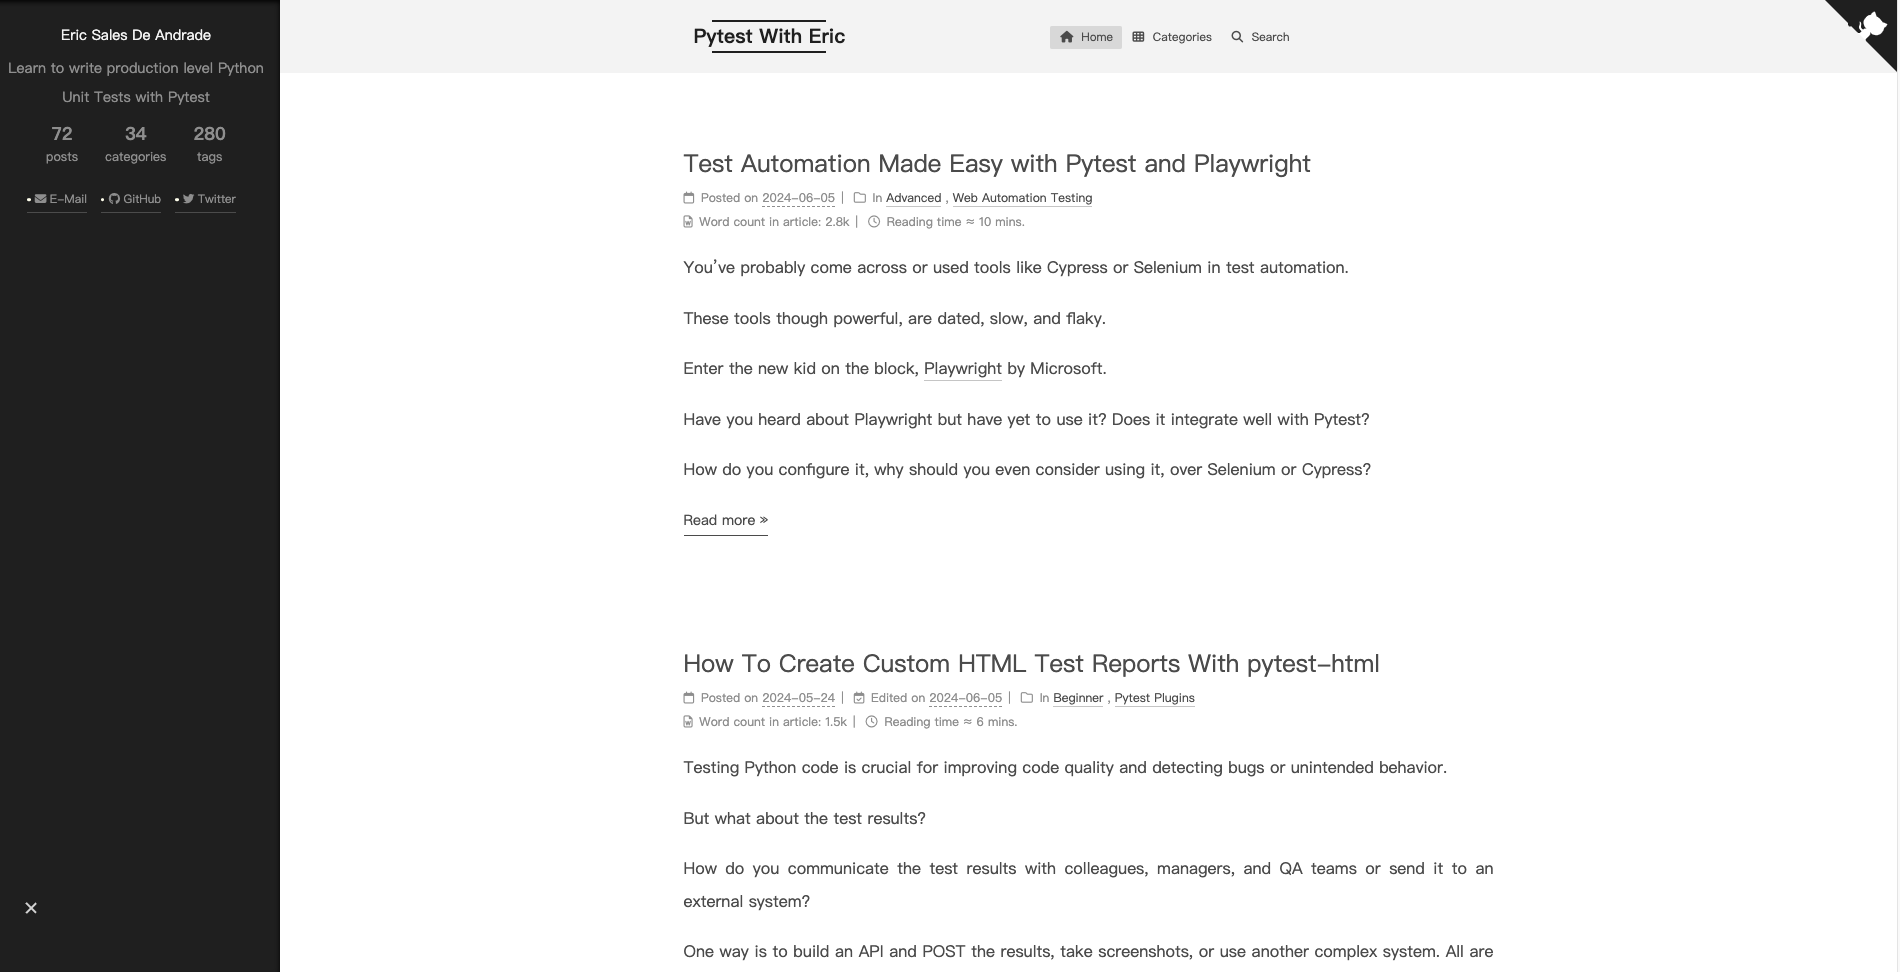 Eric Sales De Andrade
Learn to write production level Python
Unit Tests with Pytest
72 34 280
posts categories tags
• E-Mail • GitHub • Twitter
Pytest With Eric
Home Categories Search
Test Automation Made Easy with Pytest and Playwright
Posted on 2024-06-05 | In Advanced , Web Automation Testing
Word count in article: 2.8k | Reading time ≈ 10 mins.
You’ve probably come across or used tools like Cypress or Selenium in test automation.
These tools though powerful, are dated, slow, and flaky.
Enter the new kid on the block, Playwright by Microsoft.
Have you heard about Playwright but have yet to use it? Does it integrate well with Pytest?
How do you configure it, why should you even consider using it, over Selenium or Cypress?
Read more »
How To Create Custom HTML Test Reports With pytest-html
Posted on 2024-05-24 | Edited on 2024-06-05 | In Beginner , Pytest Plugins
Word count in article: 1.5k | Reading time ≈ 6 mins.
Testing Python code is crucial for improving code quality and detecting bugs or unintended behavior.
But what about the test results?
How do you communicate the test results with colleagues, managers, and QA teams or send it to an
external system?
One way is to build an API and POST the results, take screenshots, or use another complex system. All are